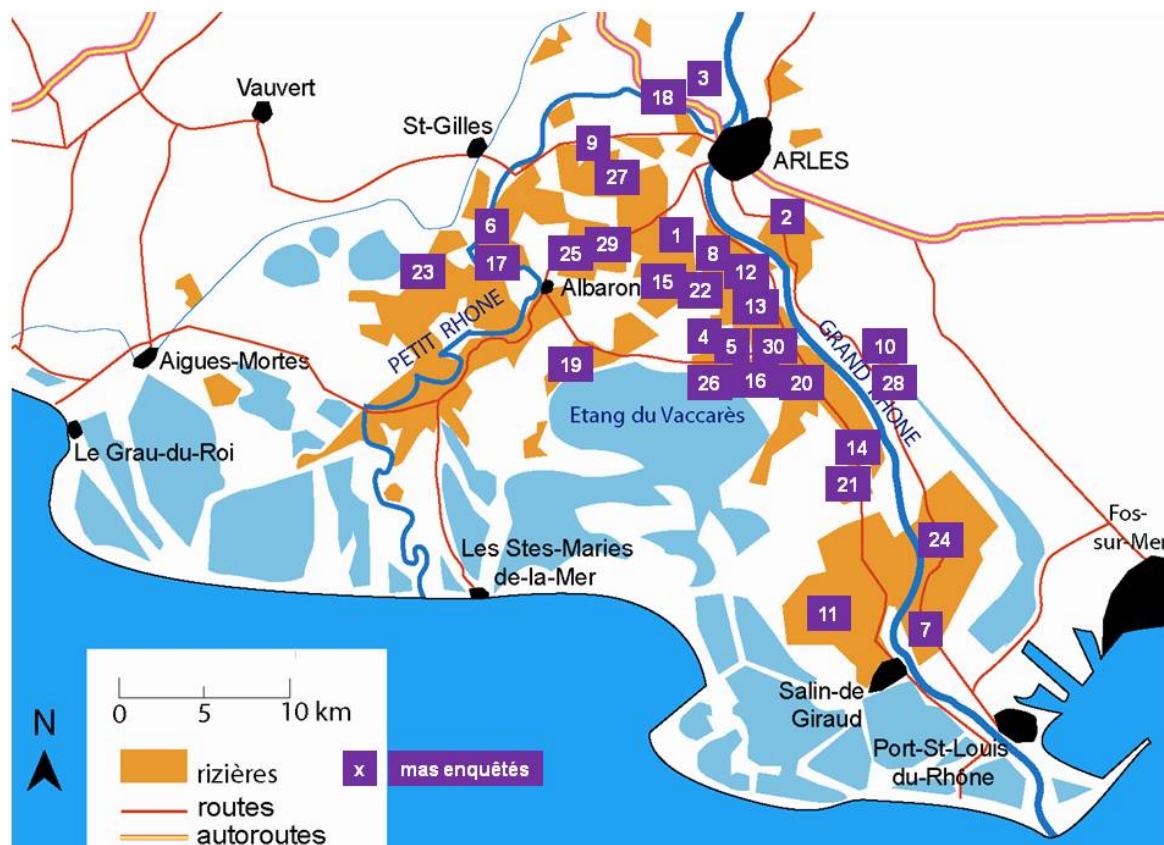 3
18
Vauvert
St-Gilles
9
ARLES
27
6
2
1
29
25
8
17
23
12
15
22
Albaron
13
PETIT RHONE
GRAND RHONE
4
5
30
10
Aigues-Mortes
19
26
16
20
28
Etang du Vaccarès
Le Grau-du-Roi
14
21
Fos-
sur-Mer
24
Les Stes-Maries
de-la-Mer
11
7
Salin-de
Giraud
Port-St-Louis
du-Rhône
N
0 5 10 km
rizières
x mas enquêtés
routes
autoroutes